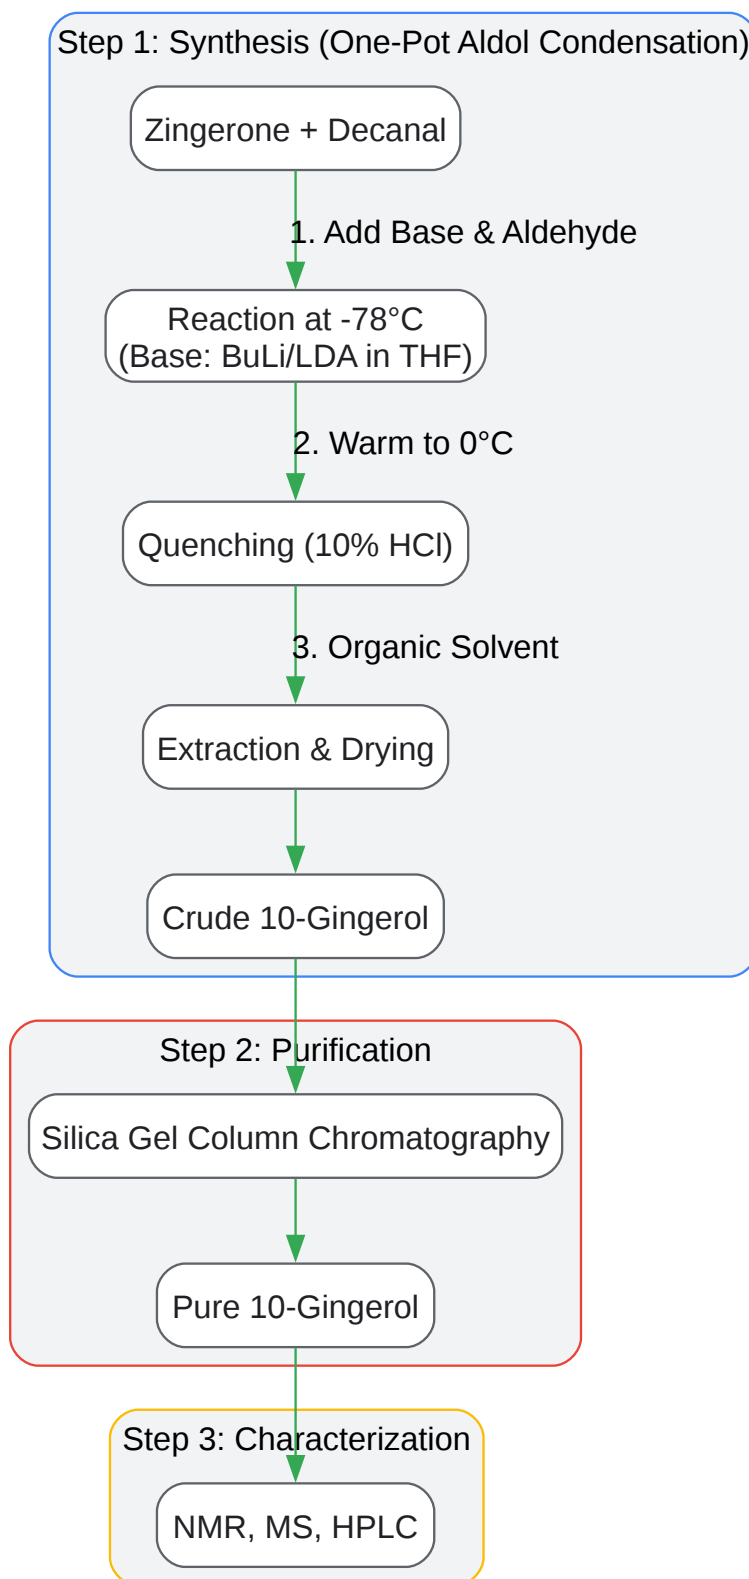 Step 1: Synthesis (One-Pot Aldol Condensation)
Zingerone + Decanal
1. Add Base & Aldehyde
Reaction at -78°C
(Base: BuLi/LDA in THF)
2. Warm to 0°C
Quenching (10% HCl)
3. Organic Solvent
Extraction & Drying
Crude 10-Gingerol
Step 2: Purification
Silica Gel Column Chromatography
Pure 10-Gingerol
Step 3: Characterization
NMR, MS, HPLC